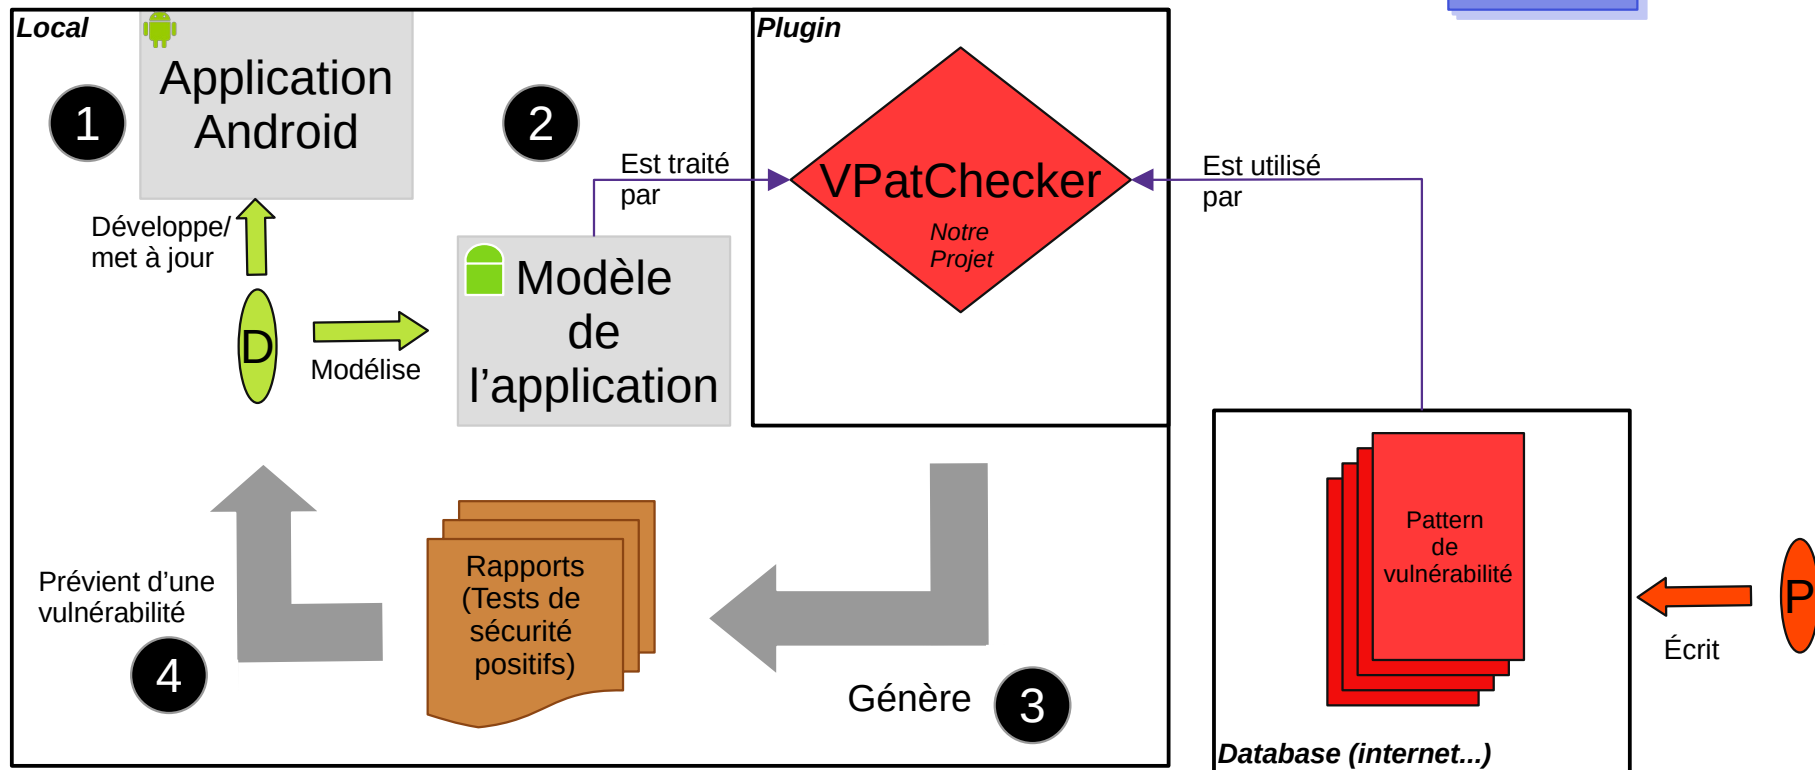 Local
Plugin
1
Application
Android
2
Est traité
par
VPatChecker
Notre
Projet
Est utilisé
par
Développe/
met à jour
D
Modélise
Modèle
de
l’application
Pattern
de
vulnérabilité
P
Écrit
Rapports
(Tests de
sécurité
positifs)
Prévient d’une
vulnérabilité
4
Génère
3
Database (internet...)